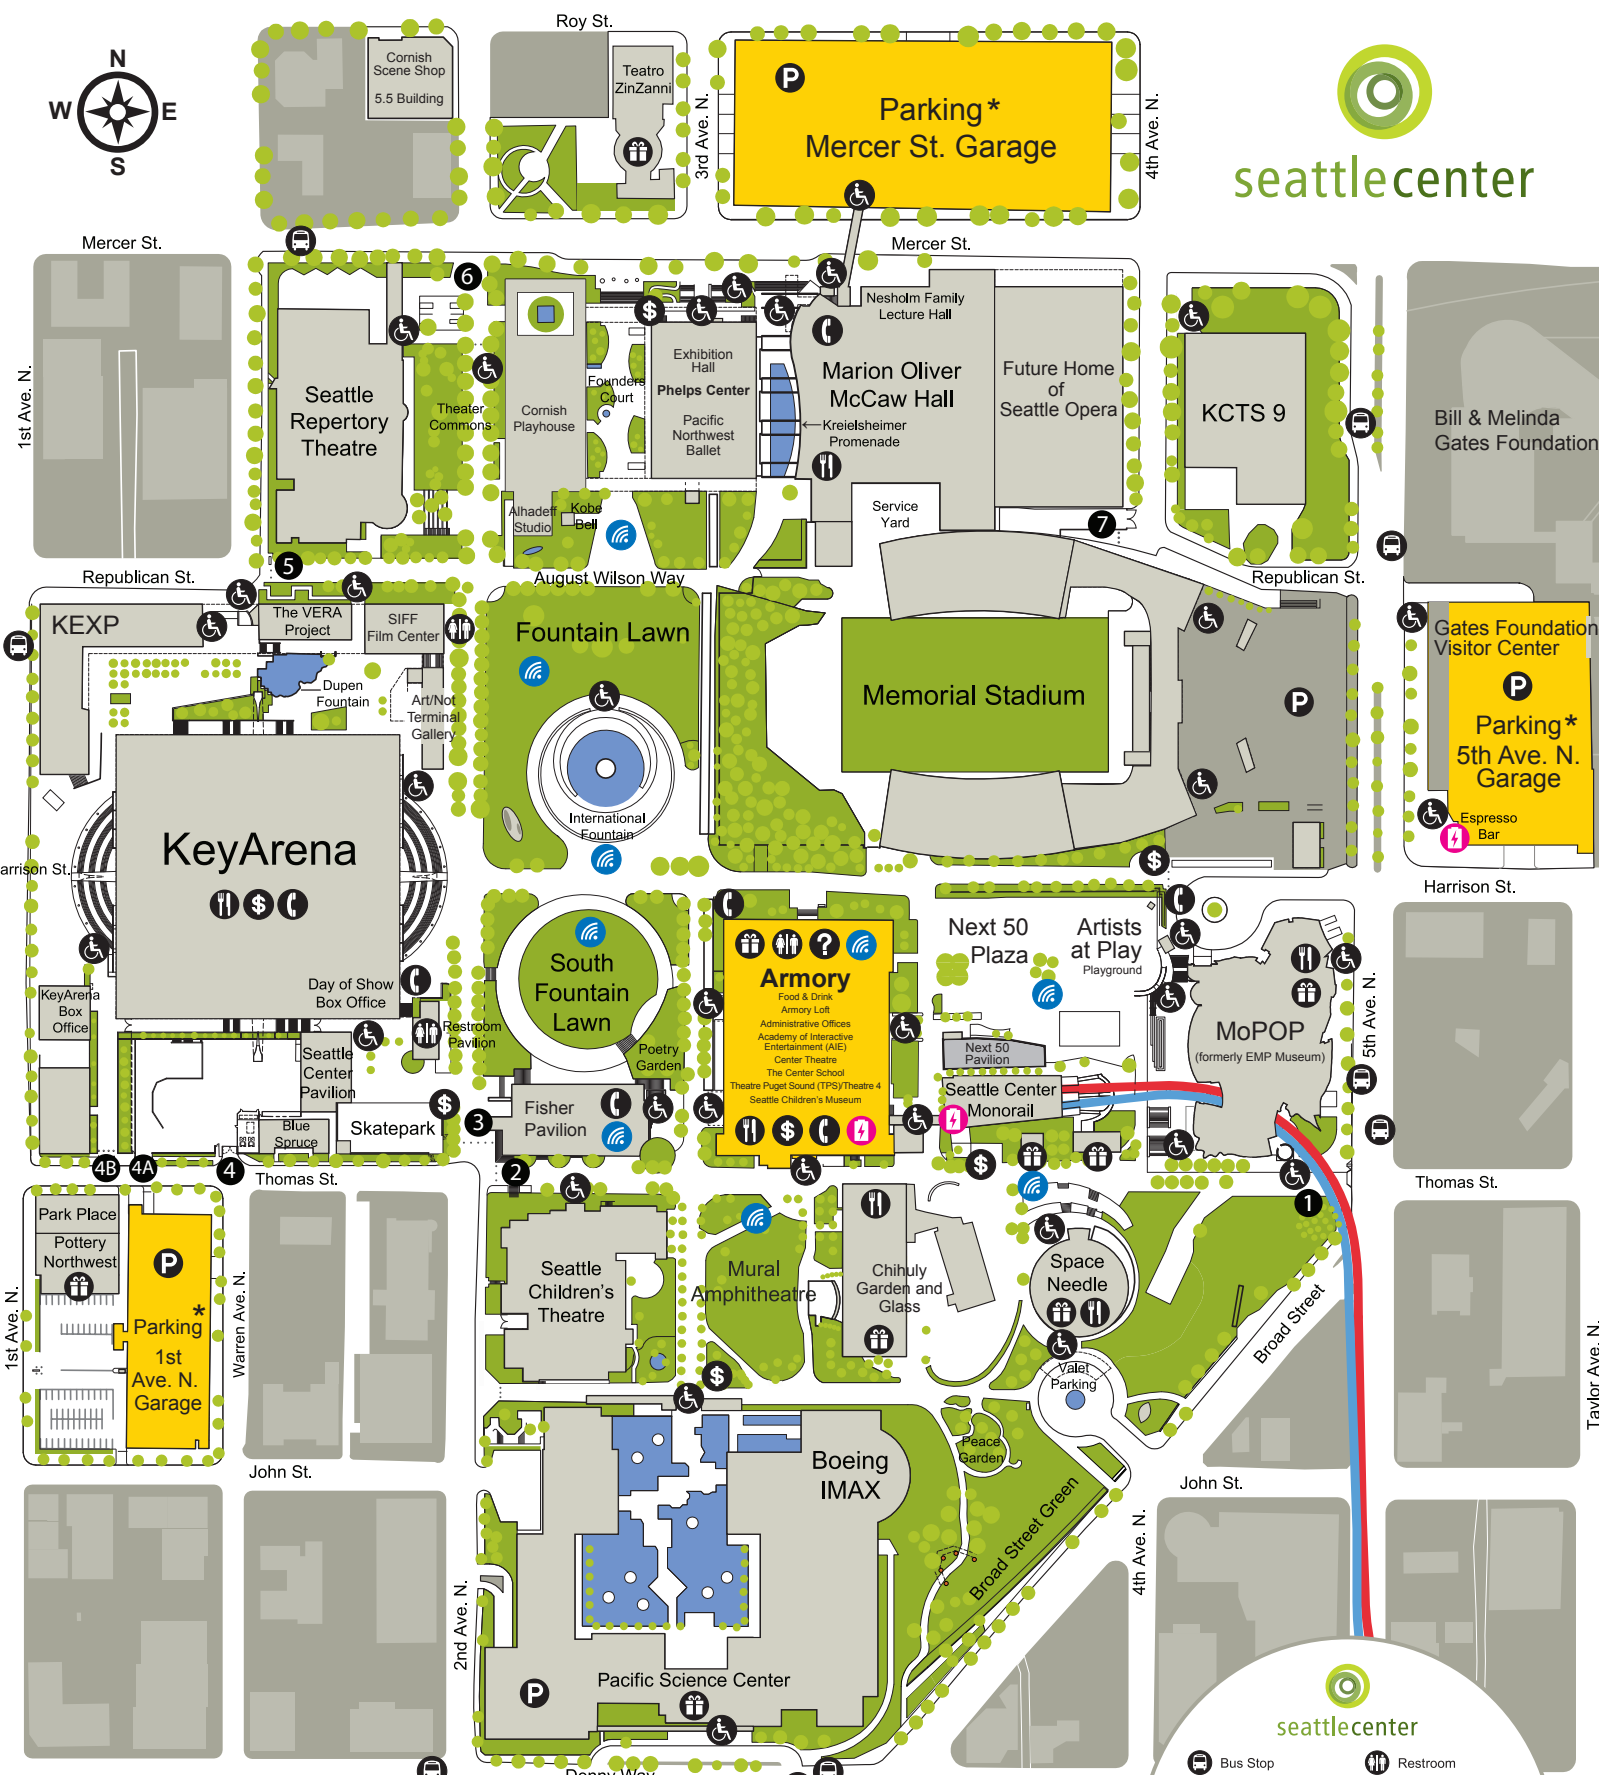 Roy St.
N
W E
S
Cornish
Scene Shop
5.5 Building
Teatro
ZinZanni
3rd Ave. N.
P
Parking*
Mercer St. Garage
4th Ave. N.
seattlecenter
Mercer St.
Mercer St.
1st Ave. N.
6
Seattle
Repertory
Theatre
Theater
Commons
Cornish
Playhouse
Founders
Court
$
Exhibition
Hall
Phelps Center
Pacific
Northwest
Ballet
Nesholm Family
Lecture Hall
Marion Oliver
McCaw Hall
Kreielsheimer
Promenade
Future Home
of
Seattle Opera
KCTS 9
Bill & Melinda
Gates Foundation
Alhadeff
Studio
Kobe
Bell
Service
Yard
7
5
Republican St.
August Wilson Way
Republican St.
KEXP
The VERA
Project
SIFF
Film Center
Fountain Lawn
Dupen
Fountain
Art/Not
Terminal
Gallery
Memorial Stadium
P
Gates Foundation
Visitor Center
P
Parking*
5th Ave. N.
Garage
Espresso
Bar
International
Fountain
KeyArena
$
arrison St.
$
Harrison St.
Day of Show
Box Office
KeyArena
Box
Office
Restroom
Pavilion
Seattle
Center
Pavilion
South
Fountain
Lawn
Poetry
Garden
?
Armory
Food & Drink
Armory Loft
Administrative Offices
Academy of Interactive
Entertainment (AIE)
Center Theatre
The Center School
Theatre Puget Sound (TPS)/Theatre 4
Seattle Children's Museum
$
Next 50
Plaza
Artists
at Play
Playground
Next 50
Pavilion
Seattle Center
Monorail
MoPOP
(formerly EMP Museum)
5th Ave. N.
$
3
Fisher
Pavilion
Blue
Spruce
Skatepark
4B
4A
4
2
$
1
Thomas St.
Thomas St.
Park Place
Pottery
Northwest
P
*
Parking
1st
Ave. N.
Garage
1st Ave. N.
Warren Ave. N.
Seattle
Children's
Theatre
Mural
Amphitheatre
Chihuly
Garden and
Glass
Space
Needle
Valet
Parking
Broad Street
Taylor Ave. N.
$
John St.
John St.
Boeing
IMAX
Peace
Garden
Broad Street Green
4th Ave. N.
2nd Ave. N.
P
Pacific Science Center
Denny Way
seattlecenter
Bus Stop
Restroom